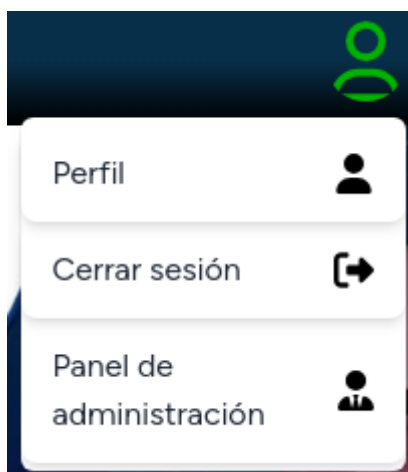 Perfil
Cerrar sesión
Panel de
administración